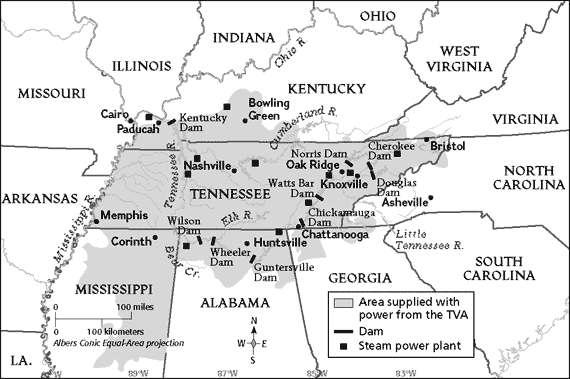 OHIO
INDIANA
ILLINOIS
Ohio R.
WEST
VIRGINIA
MISSOURI
KENTUCKY
Cairo
Paducah
Kentucky
Dam
Bowling
Green
Cumberland R.
VIRGINIA
Bristol
Cherokee
Dam
Norris Dam
Oak Ridge
Nashville
Knoxville
Tennessee R.
TENNESSEE
Watts Bar
Dam
Douglas
Dam
NORTH
CAROLINA
Asheville
ARKANSAS
Mississippi R.
Memphis
Elk R.
Chickamauga
Dam
Chattanooga
Little
Tennessee R.
Wilson
Dam
Corinth
Huntsville
Wheeler
Dam
Bear Cr.
Guntersville
Dam
SOUTH
CAROLINA
GEORGIA
MISSISSIPPI
ALABAMA
0 100 miles
0 100 kilometers
Albers Conic Equal-Area projection
N
W E
S
Area supplied with
power from the TVA
Dam
Steam power plant
LA.
89°W
87°W
85°W
83°W